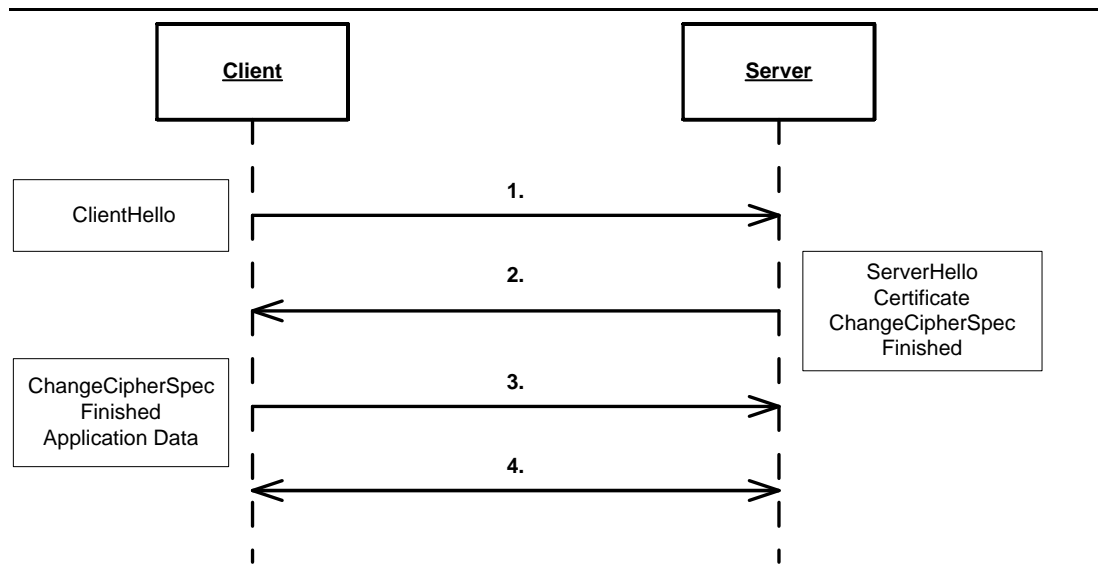 Client
Server
1.
ClientHello
2.
ServerHello
Certificate
ChangeCipherSpec
Finished
3.
ChangeCipherSpec
Finished
Application Data
4.